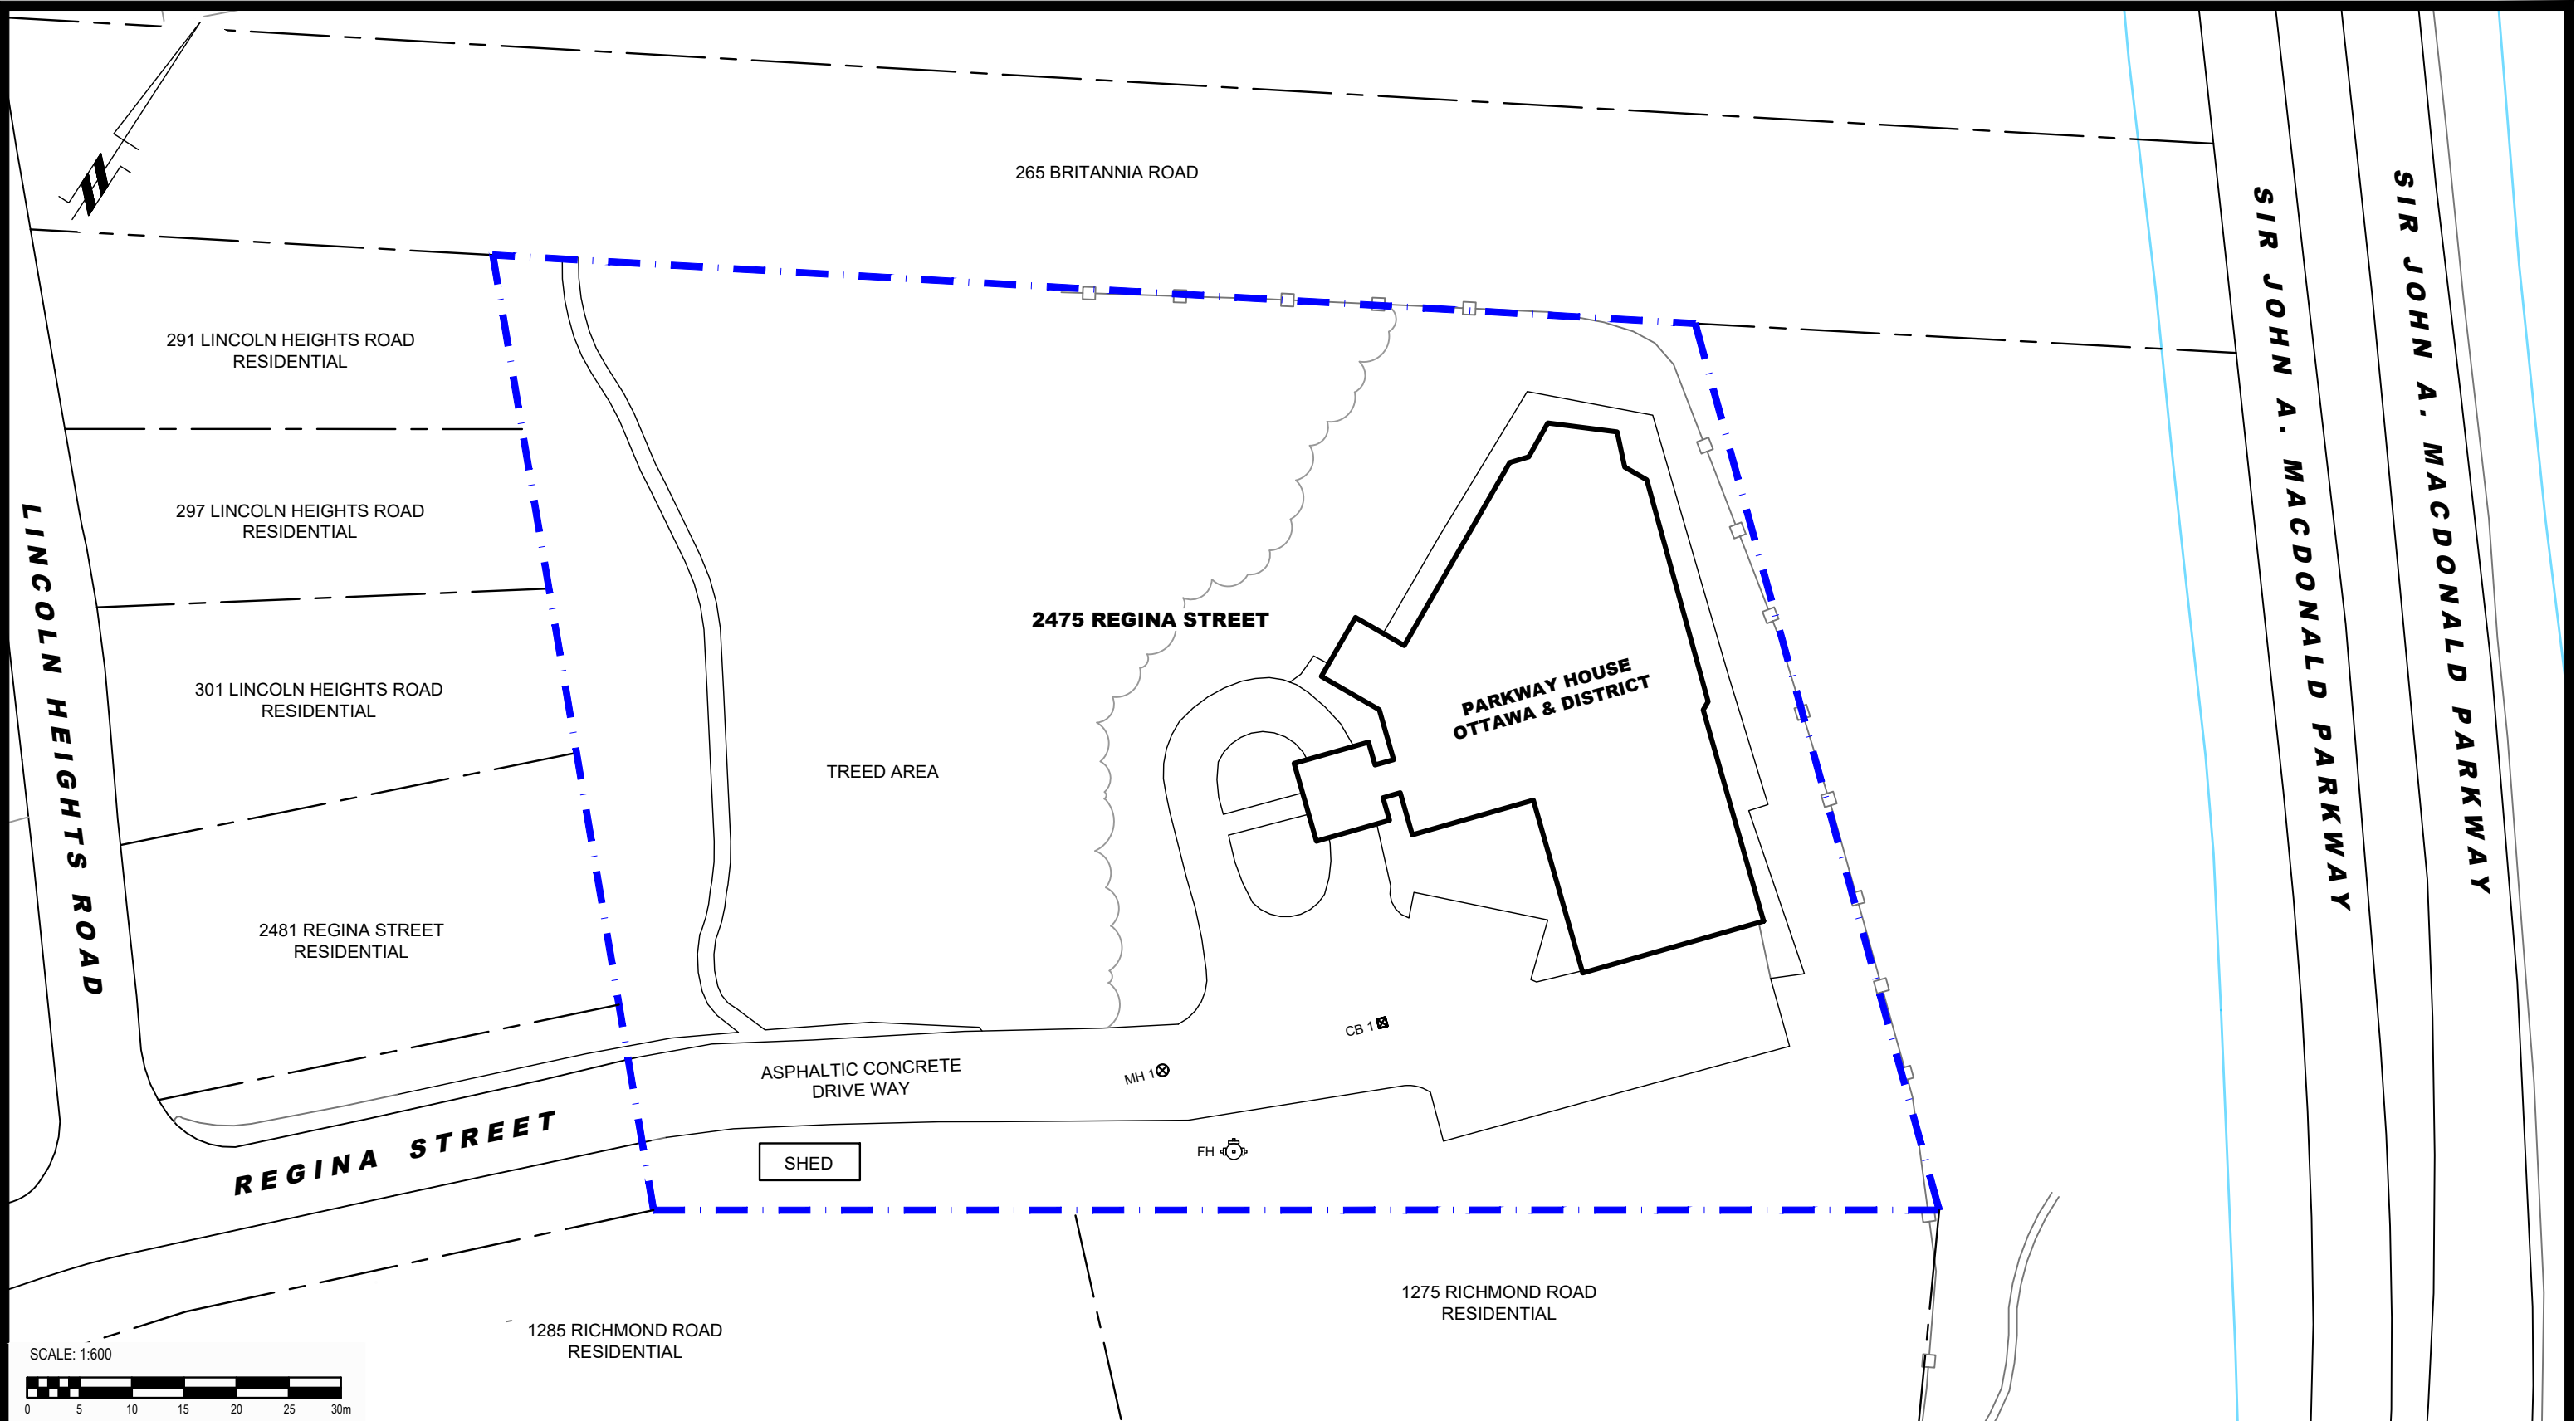 265 BRITANNIA ROAD
291 LINCOLN HEIGHTS ROAD
RESIDENTIAL
297 LINCOLN HEIGHTS ROAD
RESIDENTIAL
301 LINCOLN HEIGHTS ROAD
RESIDENTIAL
2481 REGINA STREET
RESIDENTIAL
LINCOLN HEIGHTS ROAD
REGINA STREET
2475 REGINA STREET
TREED AREA
PARKWAY HOUSE
OTTAWA & DISTRICT
SIR JOHN A. MACDONALD PARKWAY
SIR JOHN A. MACDONALD PARKWAY
CB 1
MH 1
ASPHALTIC CONCRETE
DRIVE WAY
SHED
FH
1285 RICHMOND ROAD
RESIDENTIAL
1275 RICHMOND ROAD
RESIDENTIAL
SCALE: 1:600
0 5 10 15 20 25 30m